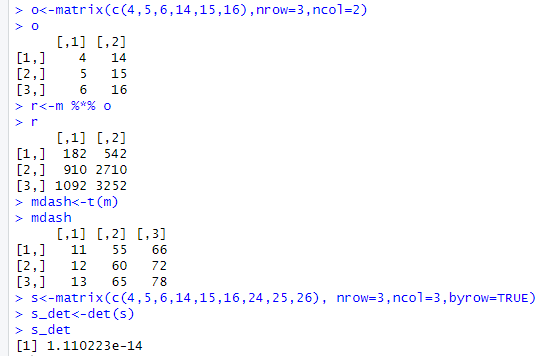 > o<-matrix(c(4,5,6,14,15,16),nrow=3,ncol=2)
> o
     [,1] [,2]
[1,]    4   14
[2,]    5   15
[3,]    6   16
> r<-m %*% o
> r
     [,1] [,2]
[1,]  182  542
[2,]  910 2710
[3,] 1092 3252
> mdash<-t(m)
> mdash
     [,1] [,2] [,3]
[1,]   11   55   66
[2,]   12   60   72
[3,]   13   65   78
> s<-matrix(c(4,5,6,14,15,16,24,25,26), nrow=3,ncol=3,byrow=TRUE)
> s_det<-det(s)
> s_det
[1] 1.110223e-14